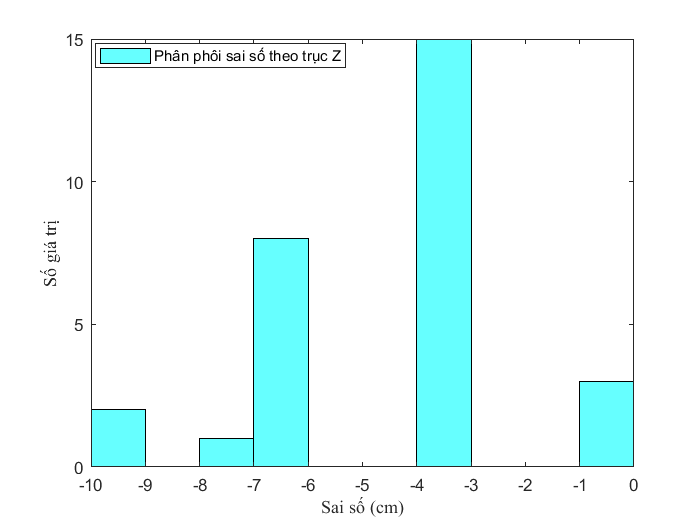 Phân phôi sai số theo trục Z
15
10
5
0
Số giá trị
-10 -9 -8 -7 -6 -5 -4 -3 -2 -1 0
Sai số (cm)